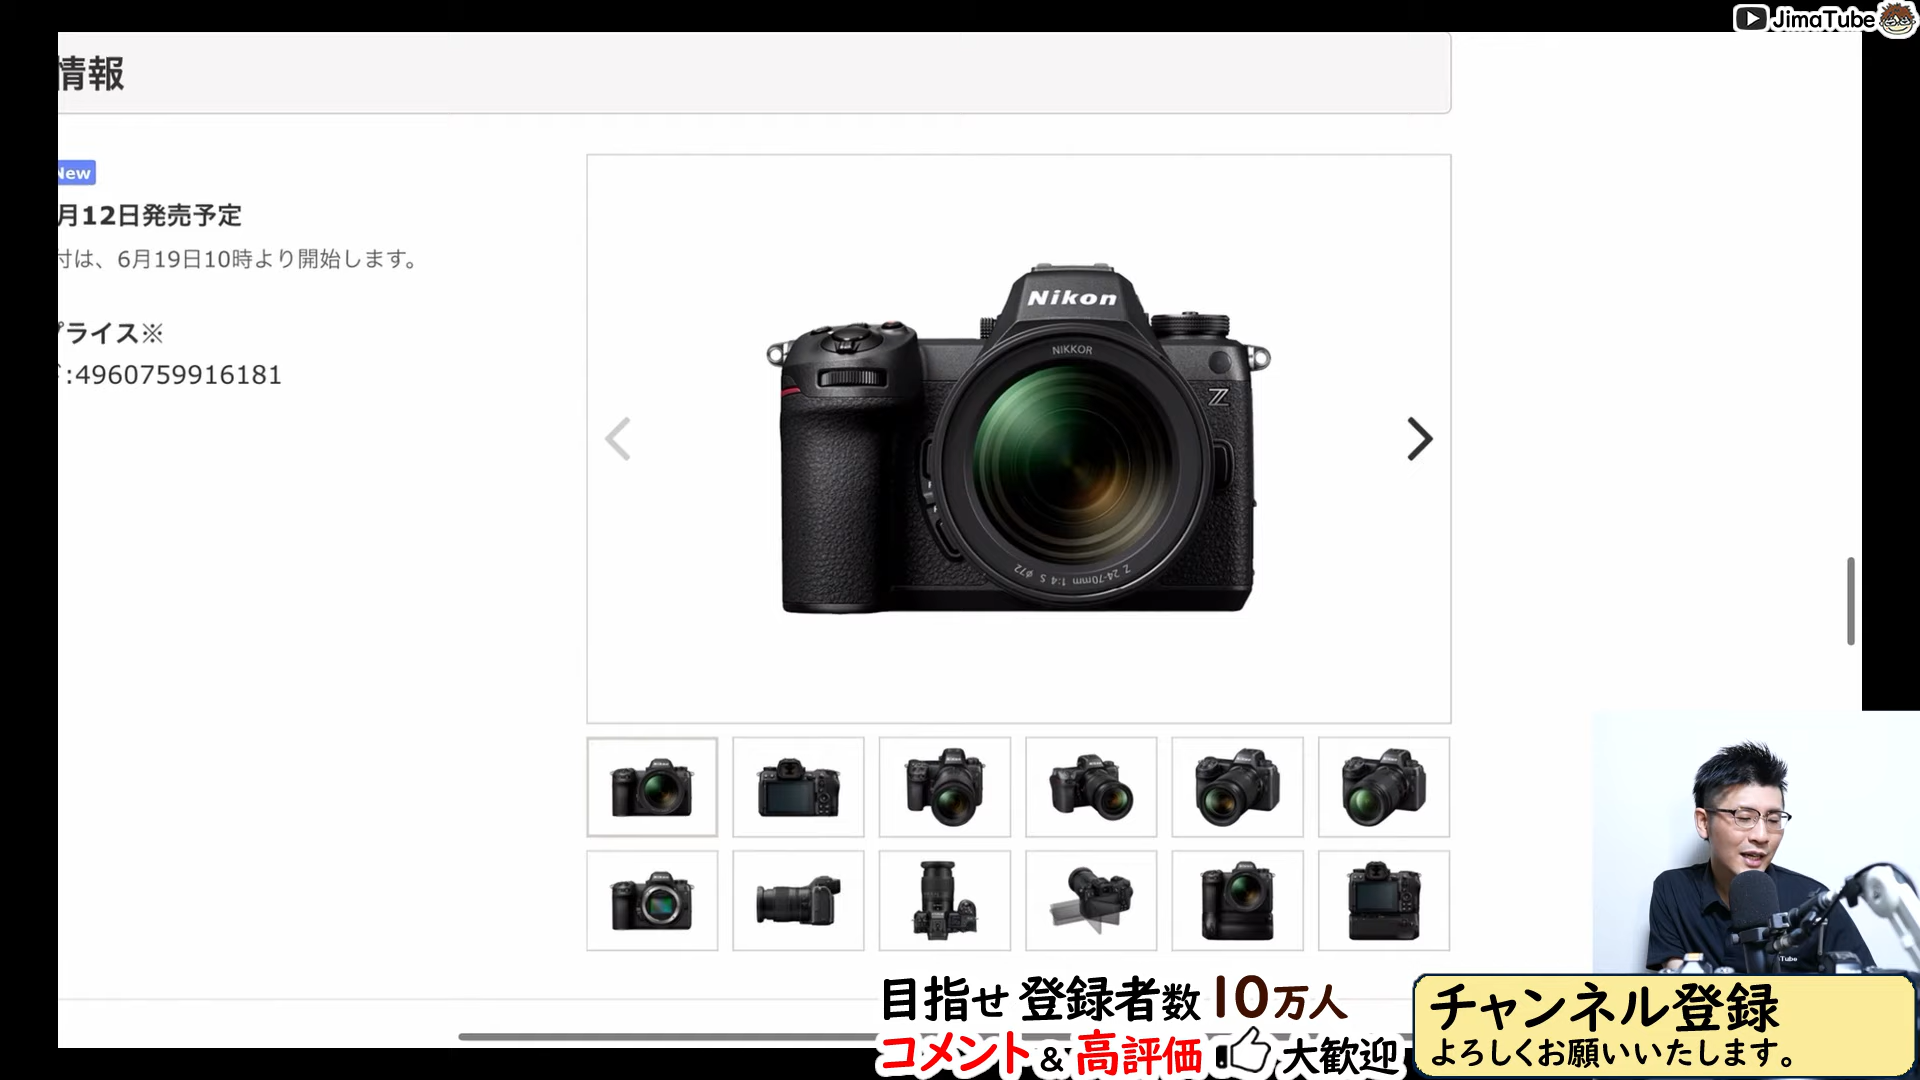 JimaTube
情報
New
月12日発売予定
付は、6月19日10時より開始します。
プライス※
:4960759916181
Nikon
NIKKOR
Z
Z 24-70mm 1:4 S φ72
Tube
目指せ 登録者数 10万人
コメント & 高評価 大歓迎
チャンネル登録
よろしくお願いいたします。